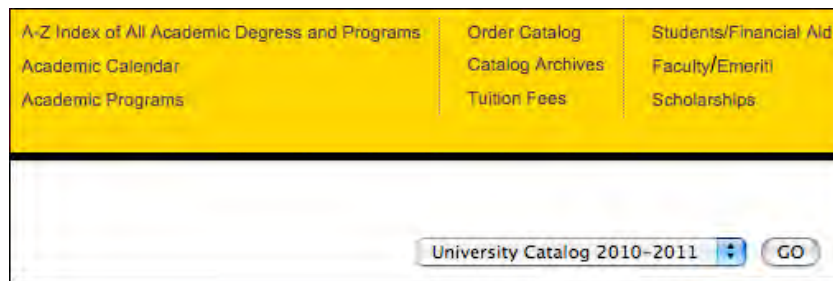 A-Z Index of All Academic Degress and Programs
Academic Calendar
Academic Programs
Order Catalog
Catalog Archives
Tuition Fees
Students/Financial Aid
Faculty/Emeriti
Scholarships
University Catalog 2010-2011
GO